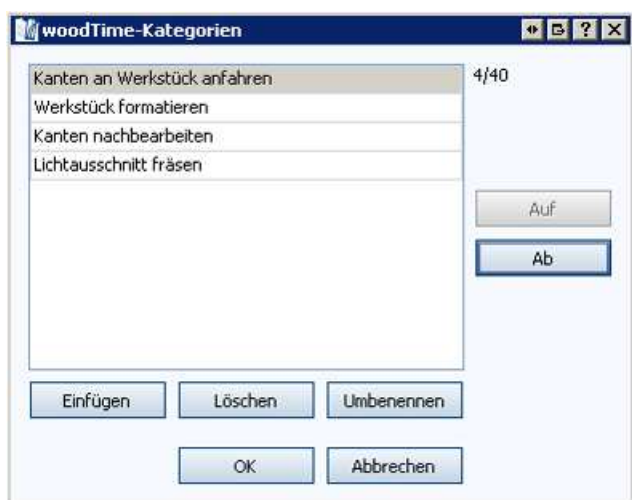 woodTime-Kategorien
Kanten an Werkstück anfahren
4/40
Werkstück formatieren
Kanten nachbearbeiten
Lichtausschnitt fräsen
Auf
Ab
Einfügen Löschen Umbenennen
OK Abbrechen